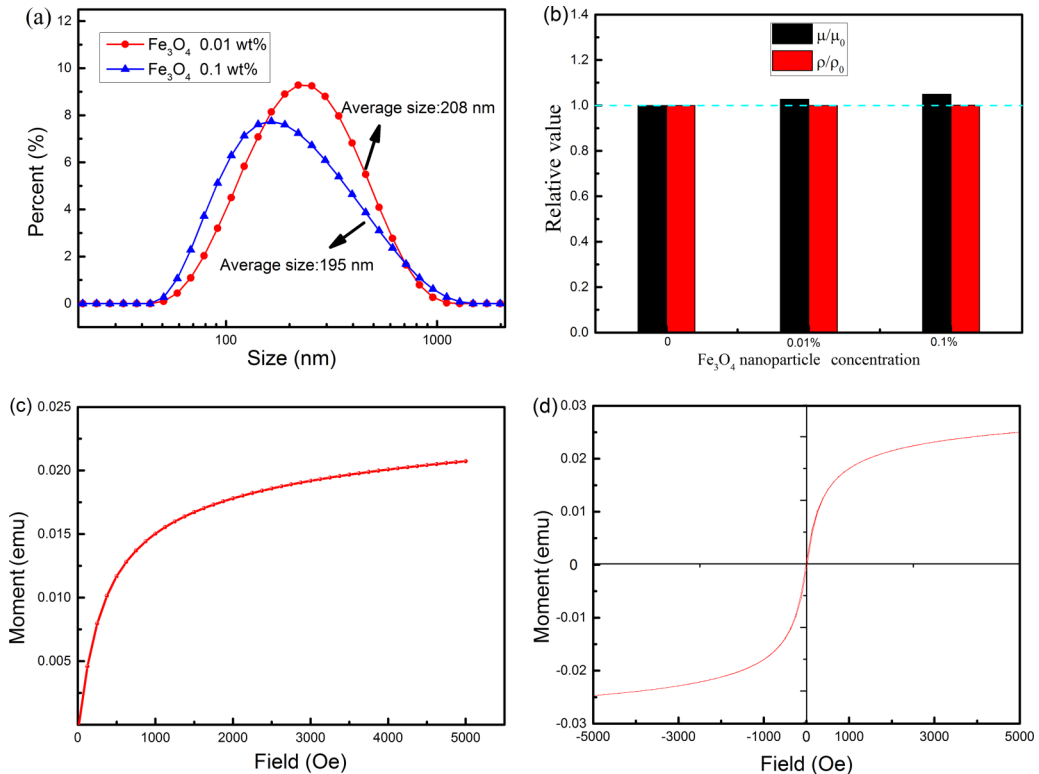 (a)
12
10
8
6
4
2
0
Percent (%)
Fe3O4 0.01 wt%
Fe3O4 0.1 wt%
Average size:208 nm
Average size:195 nm
100
1000
Size (nm)
(b)
1.4
1.2
1.0
0.8
0.6
0.4
0.2
0.0
Relative value
μ/μ0
ρ/ρ0
0
0.01%
0.1%
Fe3O4 nanoparticle concentration
(c)
0.025
0.020
0.015
0.010
0.005
Moment (emu)
0
1000
2000
3000
4000
5000
Field (Oe)
(d)
0.03
0.02
0.01
0
-0.01
-0.02
-0.03
Moment (emu)
-5000
-3000
-1000
0
1000
3000
5000
Field (Oe)